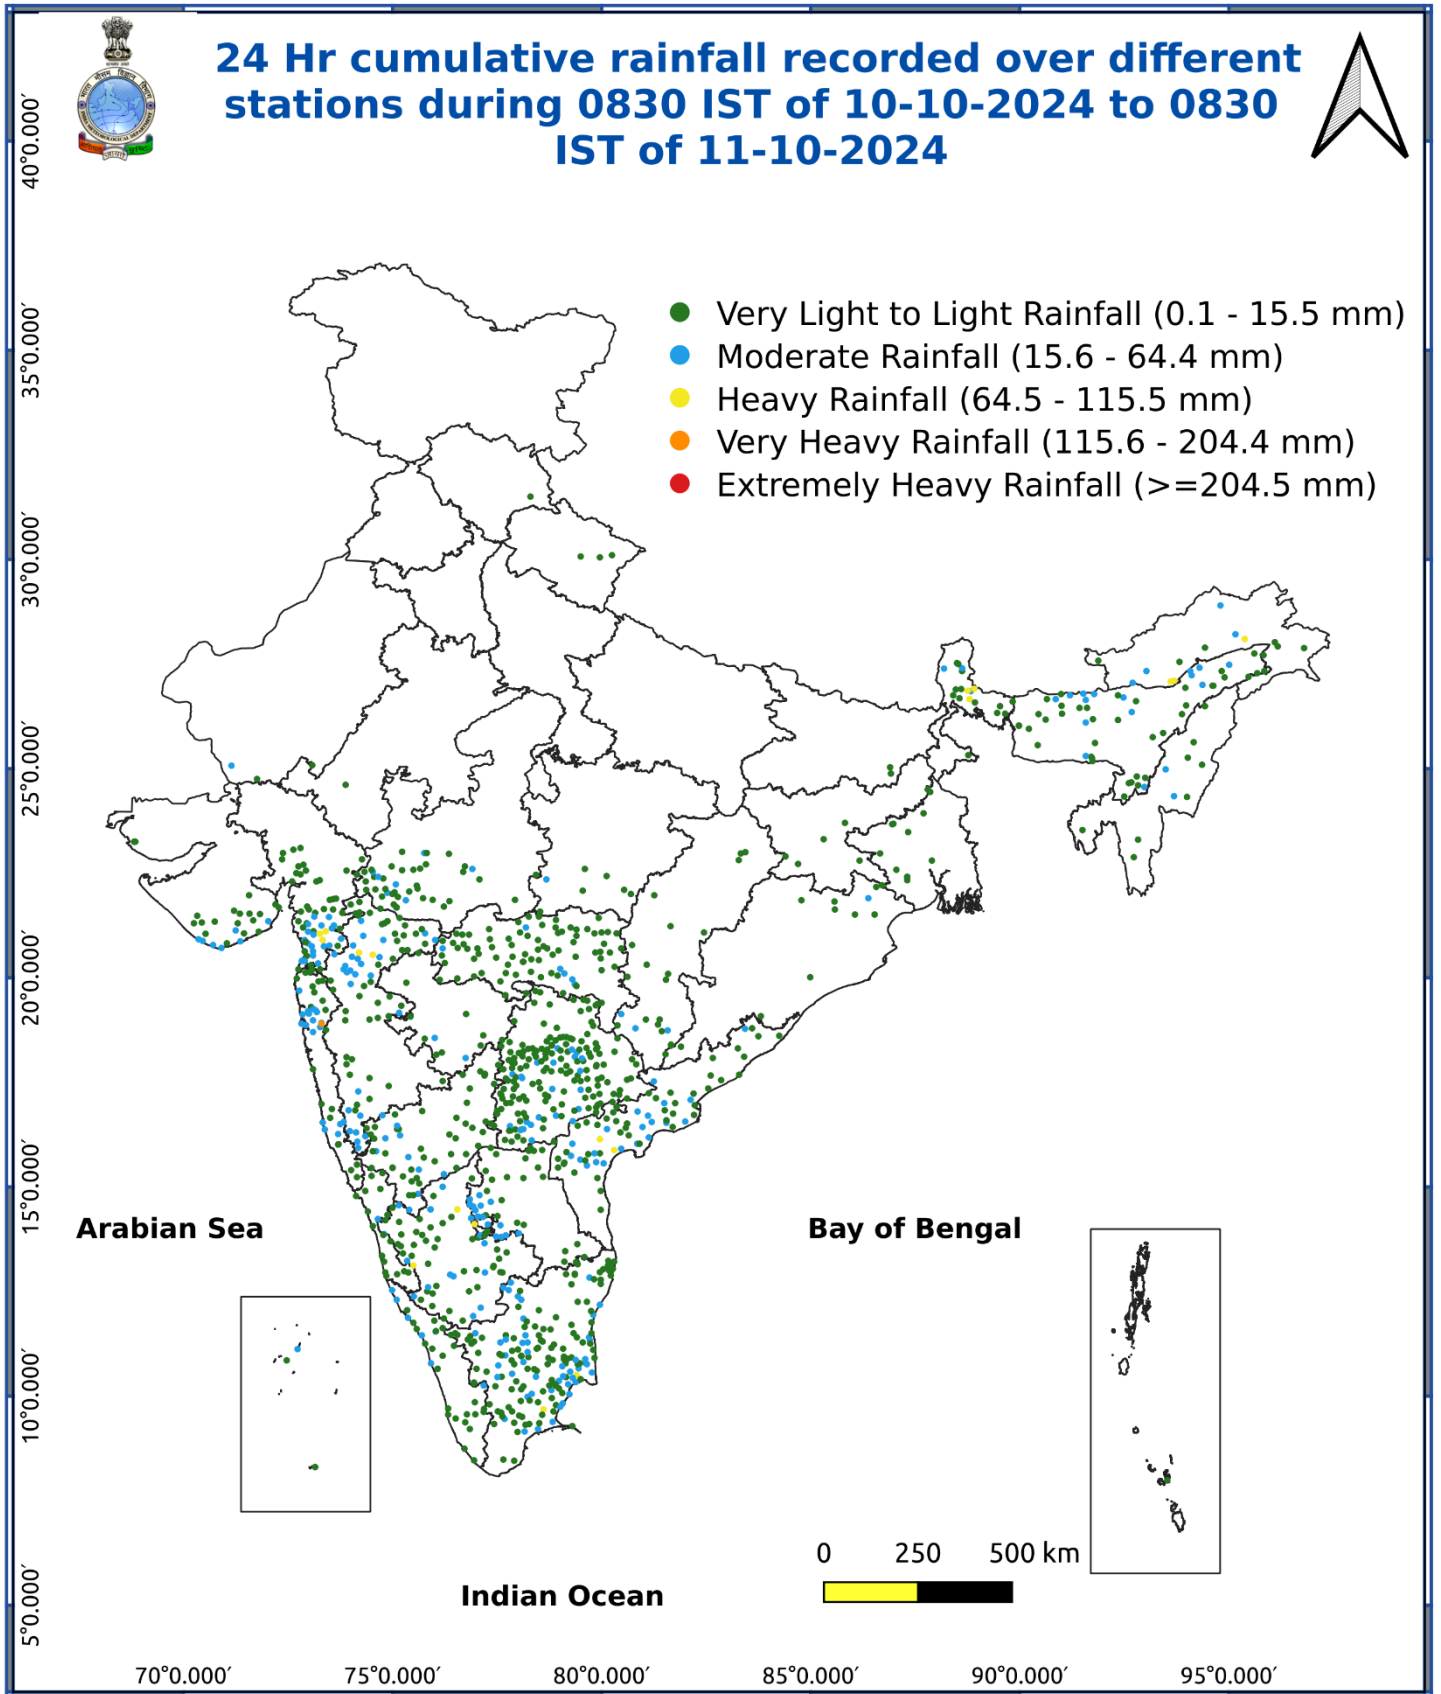 24 Hr cumulative rainfall recorded over different
stations during 0830 IST of 10-10-2024 to 0830
IST of 11-10-2024
Very Light to Light Rainfall (0.1 - 15.5 mm)
Moderate Rainfall (15.6 - 64.4 mm)
Heavy Rainfall (64.5 - 115.5 mm)
Very Heavy Rainfall (115.6 - 204.4 mm)
Extremely Heavy Rainfall (>=204.5 mm)
40°0.000′
35°0.000′
30°0.000′
25°0.000′
20°0.000′
15°0.000′
10°0.000′
5°0.000′
Arabian Sea
Bay of Bengal
Indian Ocean
0 250 500 km
70°0.000′ 75°0.000′ 80°0.000′ 85°0.000′ 90°0.000′ 95°0.000′